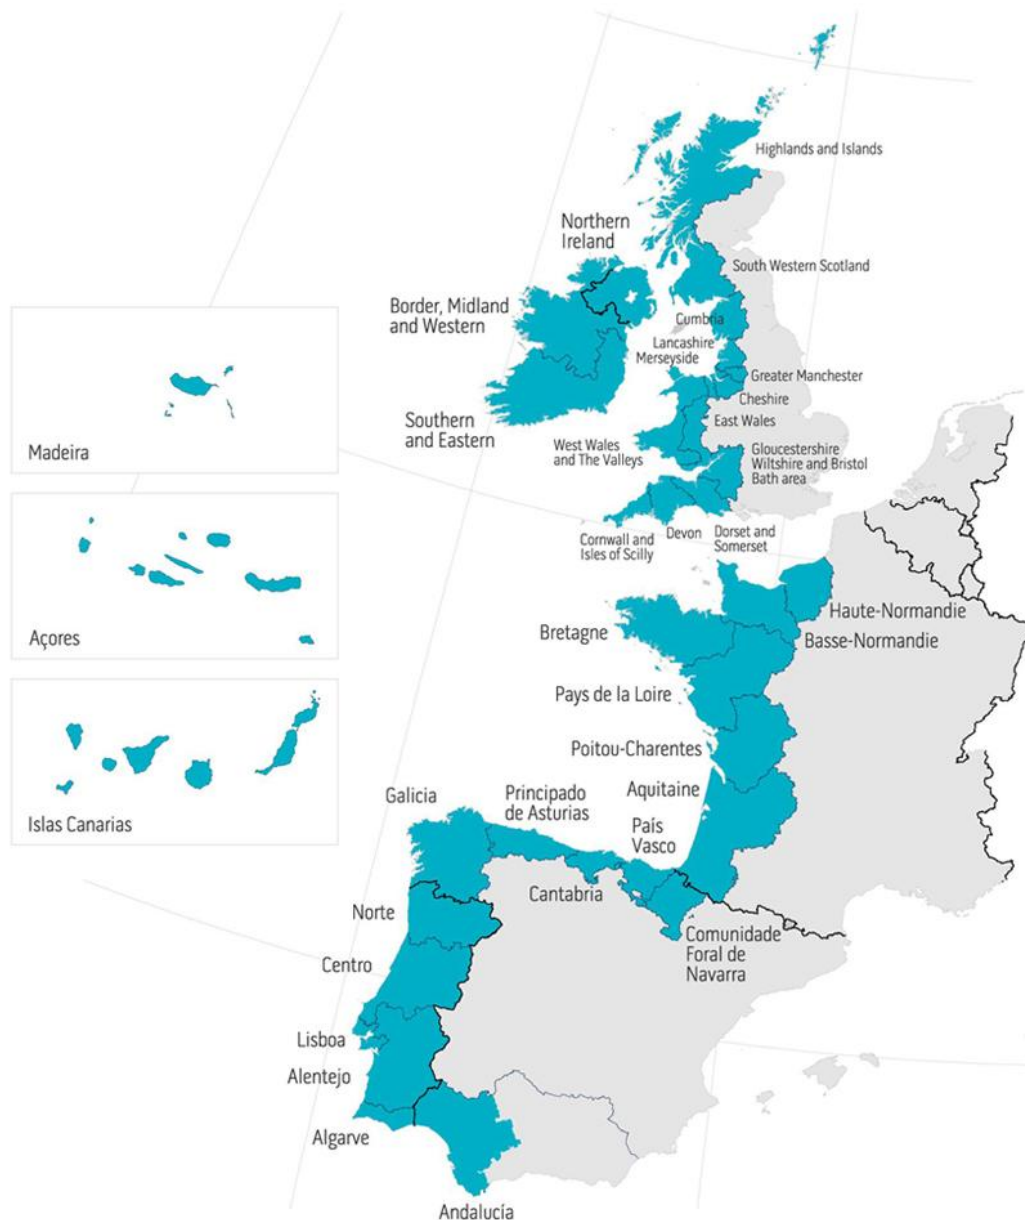 Highlands and Islands
Northern
Ireland
South Western Scotland
Border, Midland
and Western
Cumbria
Lancashire
Merseyside
Greater Manchester
Cheshire
East Wales
Southern
and Eastern
West Wales
and The Valleys
Gloucestershire
Wiltshire and Bristol
Bath area
Cornwall and
Isles of Scilly
Devon
Dorset and
Somerset
Madeira
Açores
Islas Canarias
Haute-Normandie
Basse-Normandie
Bretagne
Pays de la Loire
Poitou-Charentes
Aquitaine
País
Vasco
Principado
de Asturias
Galicia
Cantabria
Comunidade
Foral de
Navarra
Norte
Centro
Lisboa
Alentejo
Algarve
Andalucía